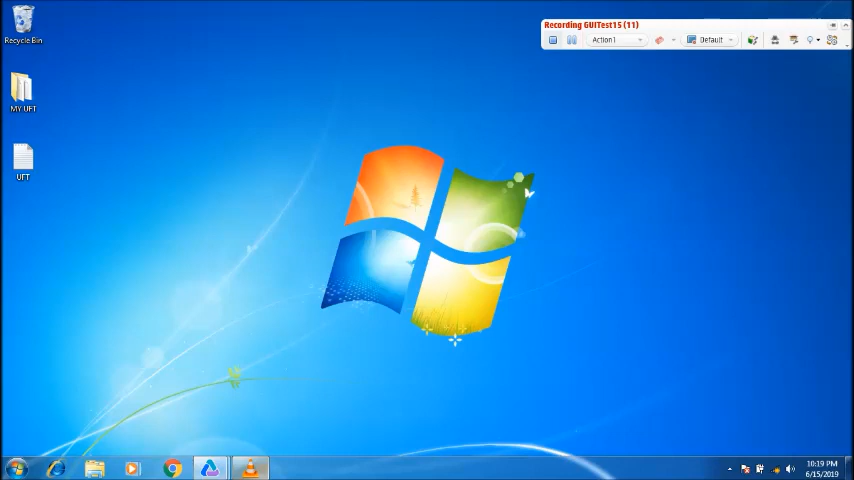 Recording GUITest15 (11)
Action1
Default
Recycle Bin
MY UFT
UFT
10:19 PM
6/15/2019